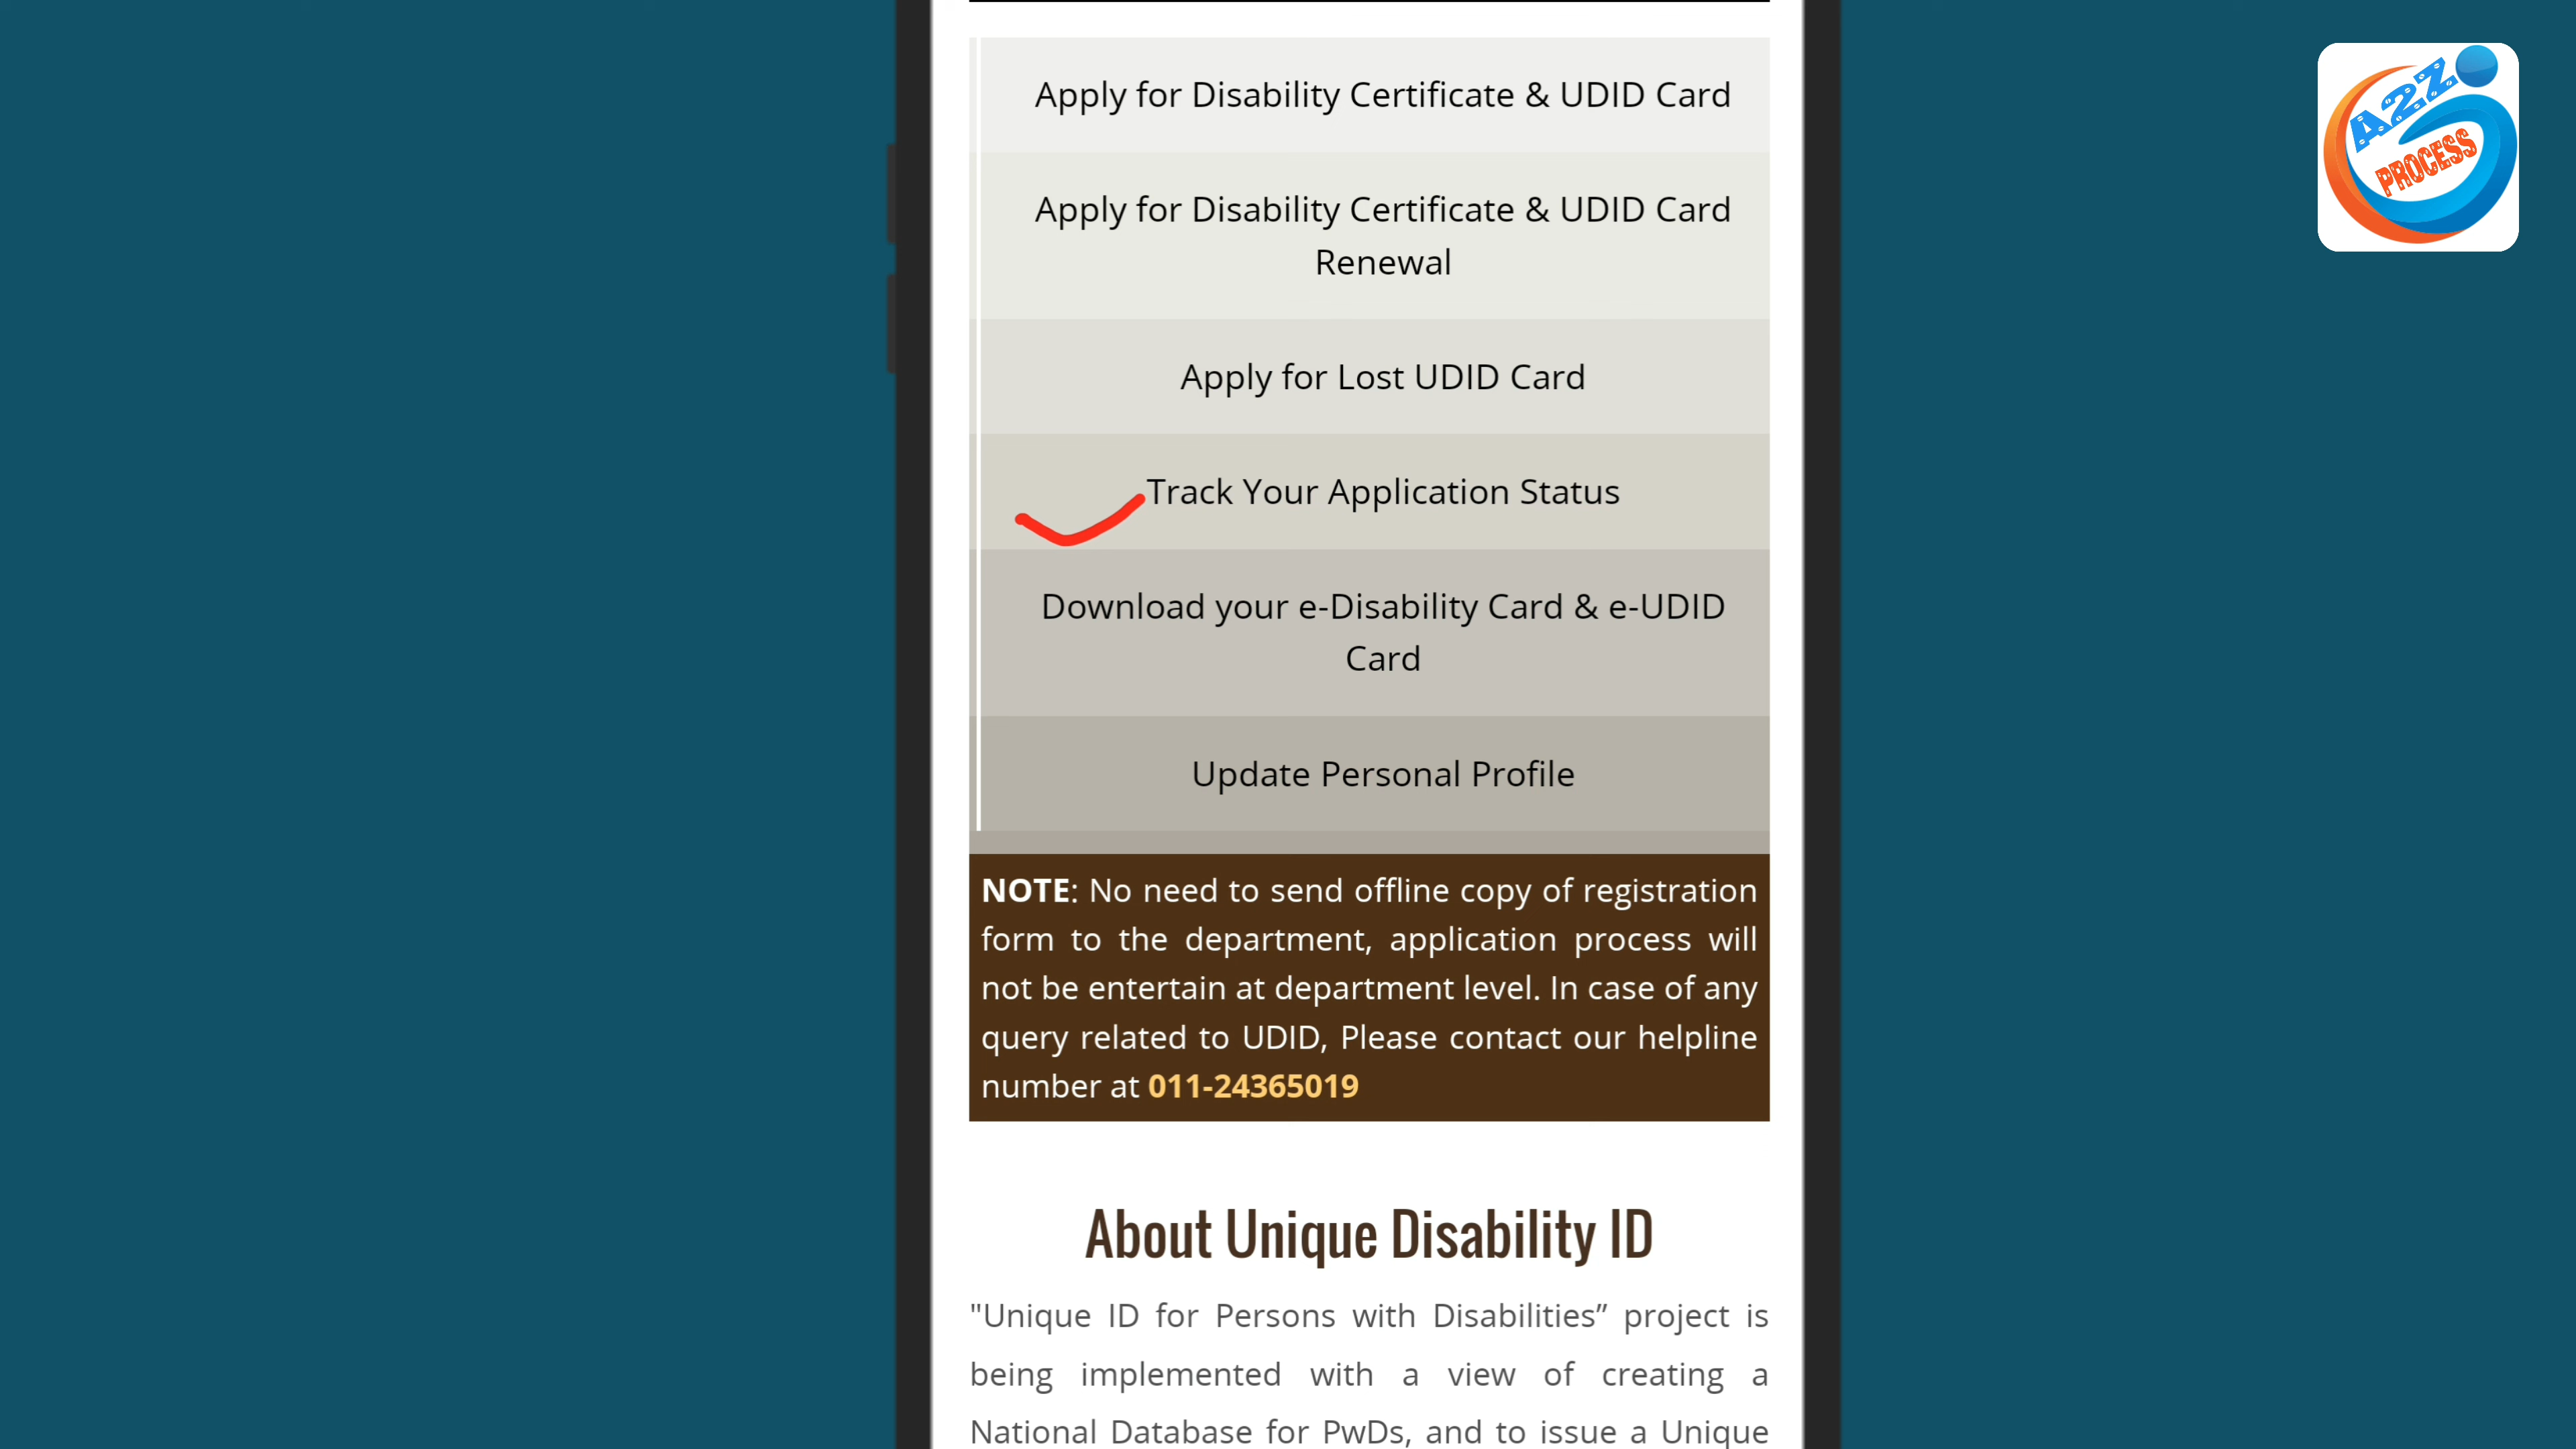 Apply for Disability Certificate & UDID Card
Apply for Disability Certificate & UDID Card
Renewal
Apply for Lost UDID Card
Track Your Application Status
Download your e-Disability Card & e-UDID
Card
Update Personal Profile
NOTE: No need to send offline copy of registration
form to the department, application process will
not be entertain at department level. In case of any
query related to UDID, Please contact our helpline
number at 011-24365019
About Unique Disability ID
"Unique ID for Persons with Disabilities” project is
being implemented with a view of creating a
National Database for PwDs, and to issue a Unique
A2Z
PROCESS